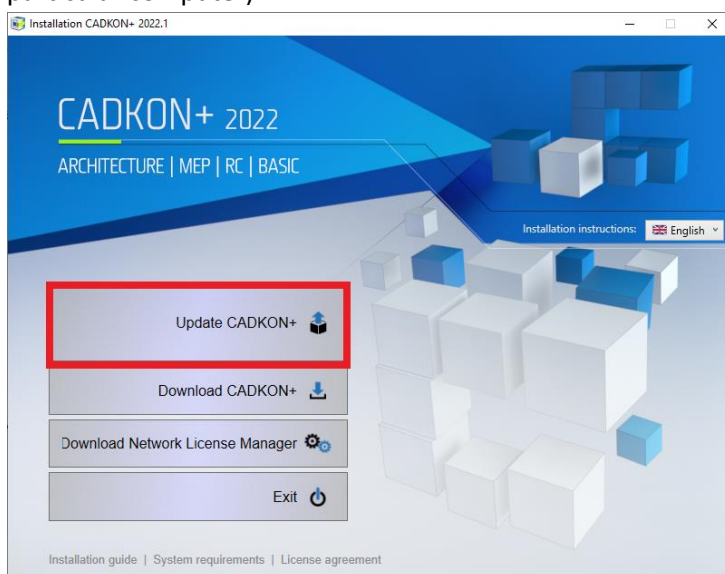 Installation CADKON+ 2022.1
CADKON+ 2022
ARCHITECTURE | MEP | RC | BASIC
Installation instructions: English
Update CADKON+
Download CADKON+
Download Network License Manager
Exit
Installation guide | System requirements | License agreement